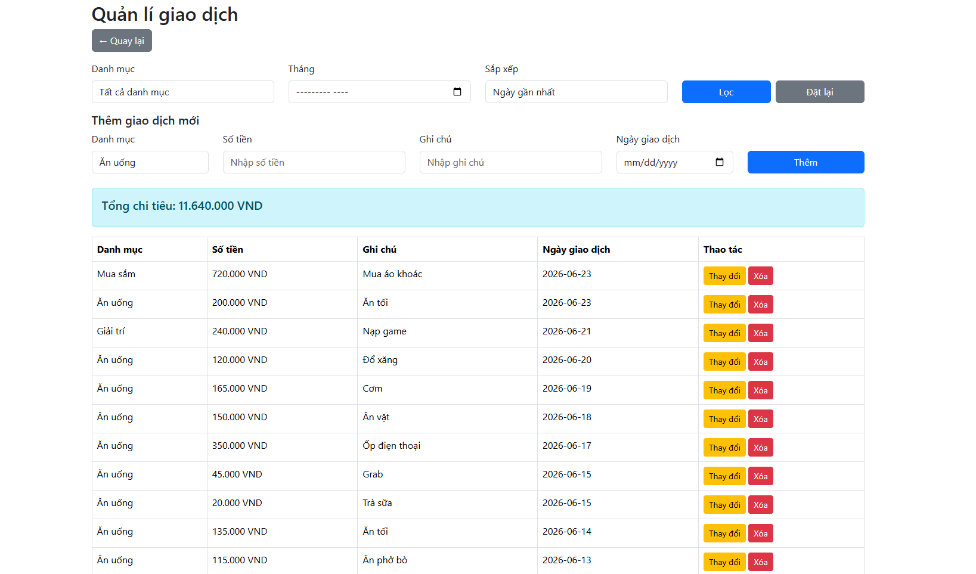 Quản lí giao dịch
← Quay lại
Danh mục Tháng Sắp xếp
Tất cả danh mục --------- ---- Ngày gần nhất Lọc Đặt lại
Thêm giao dịch mới
Danh mục Số tiền Ghi chú Ngày giao dịch
Ăn uống Nhập số tiền Nhập ghi chú mm/dd/yyyy Thêm
Tổng chi tiêu: 11.640.000 VND
Danh mục Số tiền Ghi chú Ngày giao dịch Thao tác
Mua sắm 720.000 VND Mua áo khoác 2026-06-23 Thay đổi Xóa
Ăn uống 200.000 VND Ăn tối 2026-06-23 Thay đổi Xóa
Giải trí 240.000 VND Nạp game 2026-06-21 Thay đổi Xóa
Ăn uống 120.000 VND Đổ xăng 2026-06-20 Thay đổi Xóa
Ăn uống 165.000 VND Cơm 2026-06-19 Thay đổi Xóa
Ăn uống 150.000 VND Ăn vặt 2026-06-18 Thay đổi Xóa
Ăn uống 350.000 VND Ốp điện thoại 2026-06-17 Thay đổi Xóa
Ăn uống 45.000 VND Grab 2026-06-15 Thay đổi Xóa
Ăn uống 20.000 VND Trà sữa 2026-06-15 Thay đổi Xóa
Ăn uống 135.000 VND Ăn tối 2026-06-14 Thay đổi Xóa
Ăn uống 115.000 VND Ăn phở bò 2026-06-13 Thay đổi Xóa